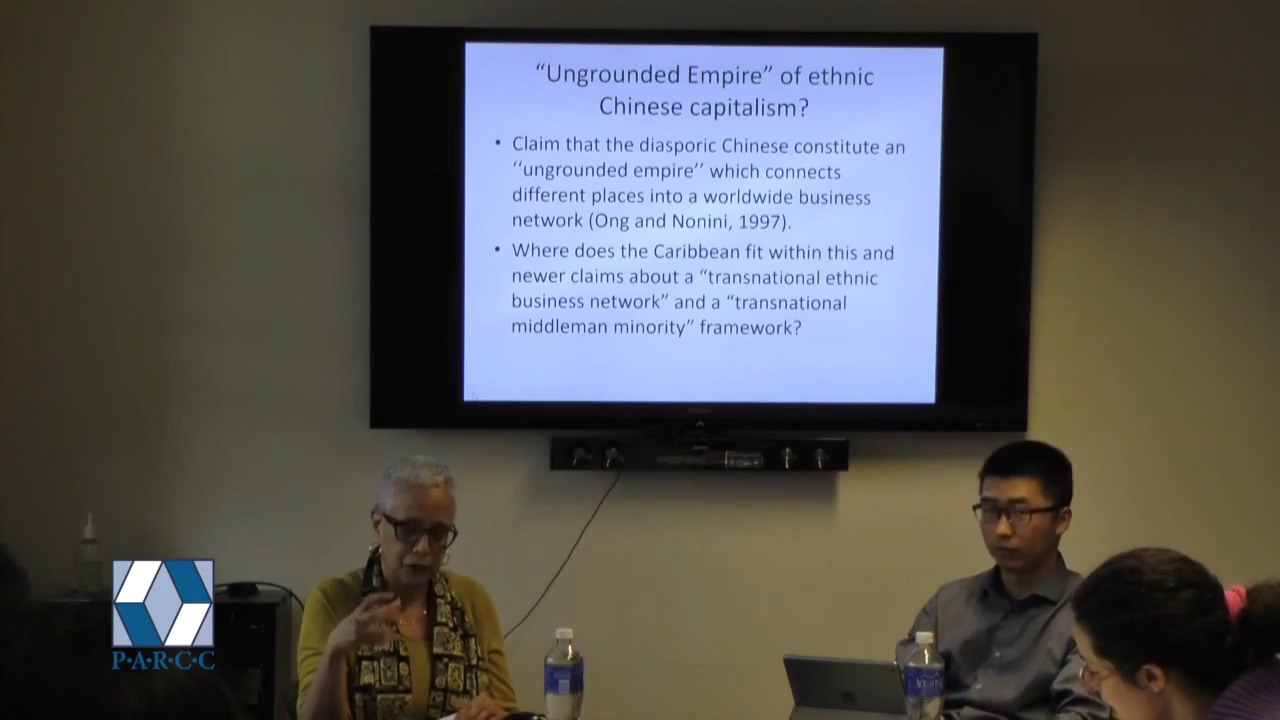 “Ungrounded Empire” of ethnic
Chinese capitalism?
• Claim that the diasporic Chinese constitute an
‘‘ungrounded empire’’ which connects
different places into a worldwide business
network (Ong and Nonini, 1997).
• Where does the Caribbean fit within this and
newer claims about a “transnational ethnic
business network” and a “transnational
middleman minority” framework?
P·A·R·C·C